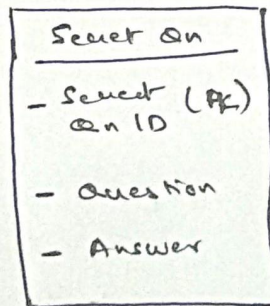 Secret Qn
- Secret (PK)
Qn ID
- Question
- Answer